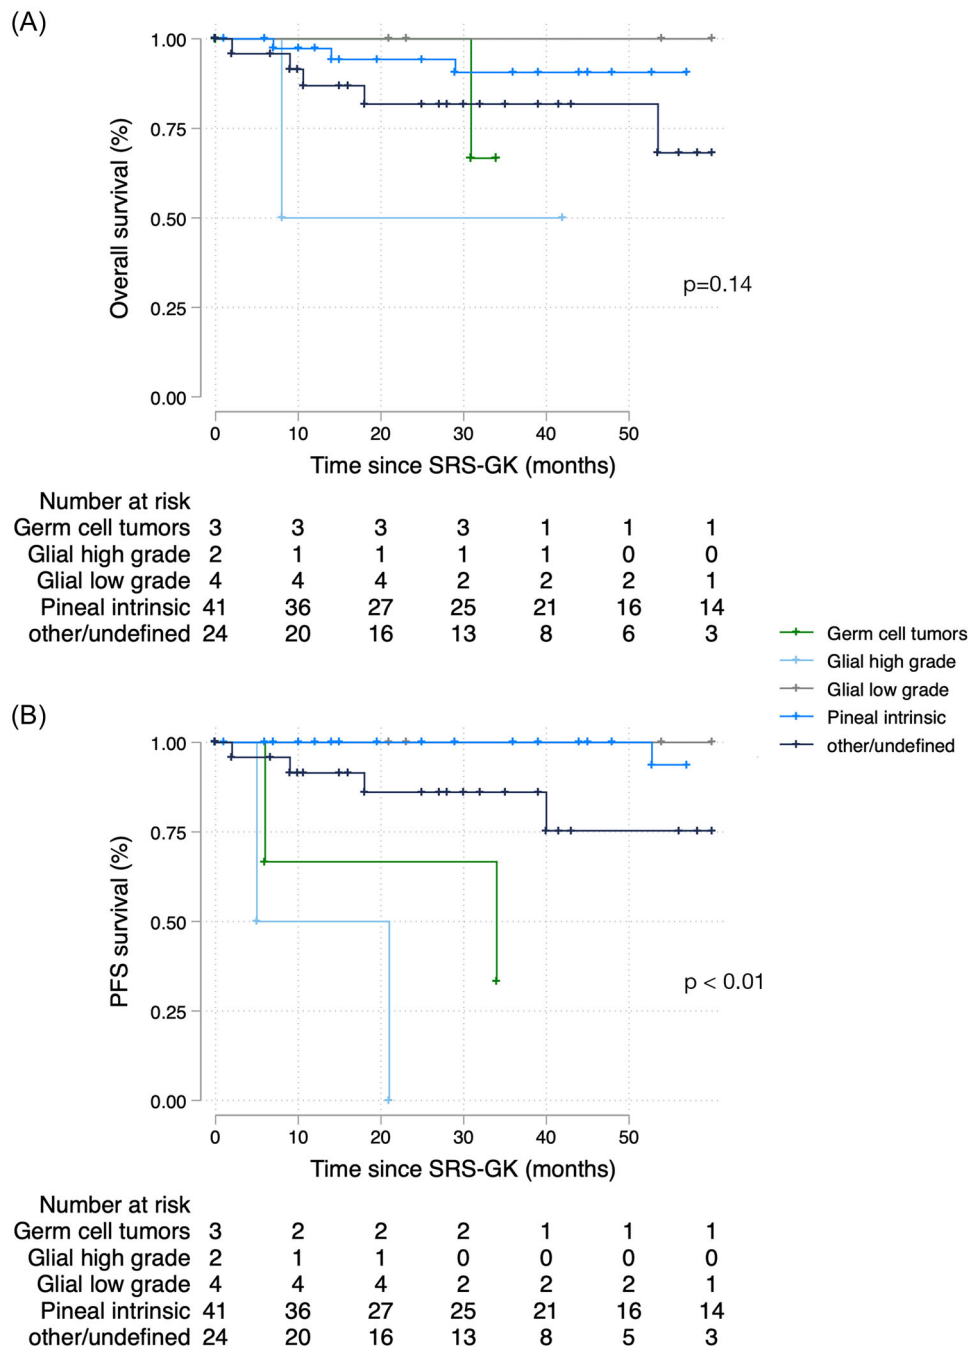 (A)
1.00
0.75
0.50
0.25
0.00
Overall survival (%)
p=0.14
0 10 20 30 40 50
Time since SRS-GK (months)
Number at risk
Germ cell tumors 3 3 3 3 1 1 1
Glial high grade 2 1 1 1 1 0 0
Glial low grade 4 4 4 2 2 2 1
Pineal intrinsic 41 36 27 25 21 16 14
other/undefined 24 20 16 13 8 6 3
Germ cell tumors
Glial high grade
Glial low grade
Pineal intrinsic
other/undefined
(B)
1.00
0.75
0.50
0.25
0.00
PFS survival (%)
p < 0.01
0 10 20 30 40 50
Time since SRS-GK (months)
Number at risk
Germ cell tumors 3 2 2 2 1 1 1
Glial high grade 2 1 1 0 0 0 0
Glial low grade 4 4 4 2 2 2 1
Pineal intrinsic 41 36 27 25 21 16 14
other/undefined 24 20 16 13 8 5 3